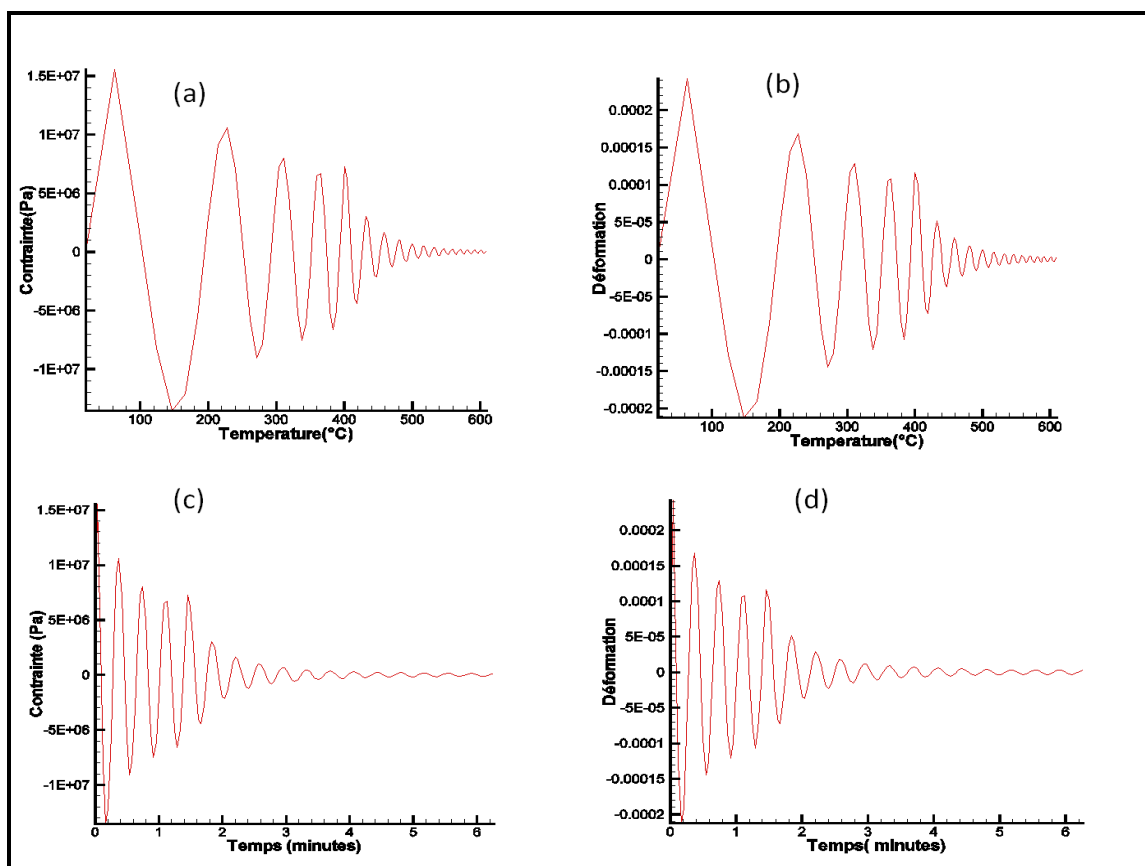 (a)
Contrainte(Pa)
1.5E+07
1E+07
5E+06
0
-5E+06
-1E+07
100 200 300 400 500 600
Temperature(°C)
(b)
Déformation
0.0002
0.00015
0.0001
5E-05
0
-5E-05
-0.0001
-0.00015
-0.0002
100 200 300 400 500 600
Temperature(°C)
(c)
Contrainte (Pa)
1.5E+07
1E+07
5E+06
0
-5E+06
-1E+07
0 1 2 3 4 5 6
Temps (minutes)
(d)
Déformation
0.0002
0.00015
0.0001
5E-05
0
-5E-05
-0.0001
-0.00015
-0.0002
0 1 2 3 4 5 6
Temps( minutes)